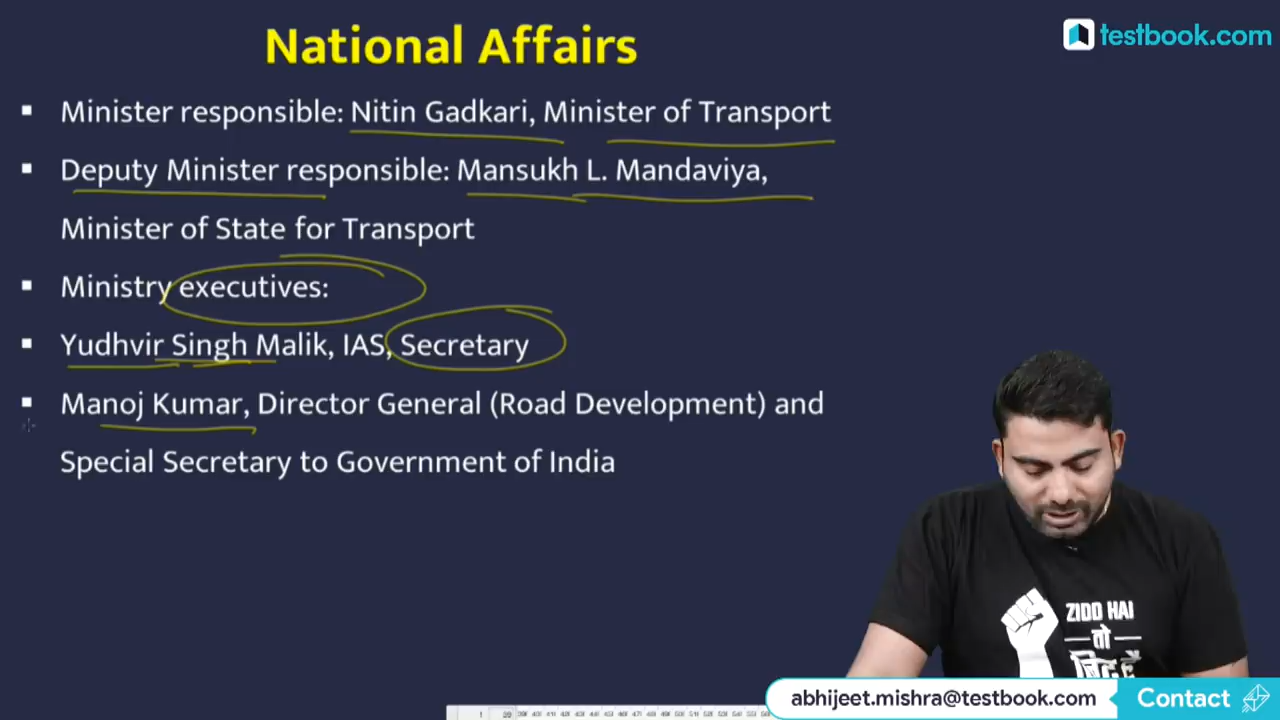 National Affairs
testbook.com
Minister responsible: Nitin Gadkari, Minister of Transport
Deputy Minister responsible: Mansukh L. Mandaviya,
Minister of State for Transport
Ministry executives:
Yudhvir Singh Malik, IAS, Secretary
Manoj Kumar, Director General (Road Development) and
Special Secretary to Government of India
ZIDD HAI
तो
abhijeet.mishra@testbook.com
Contact